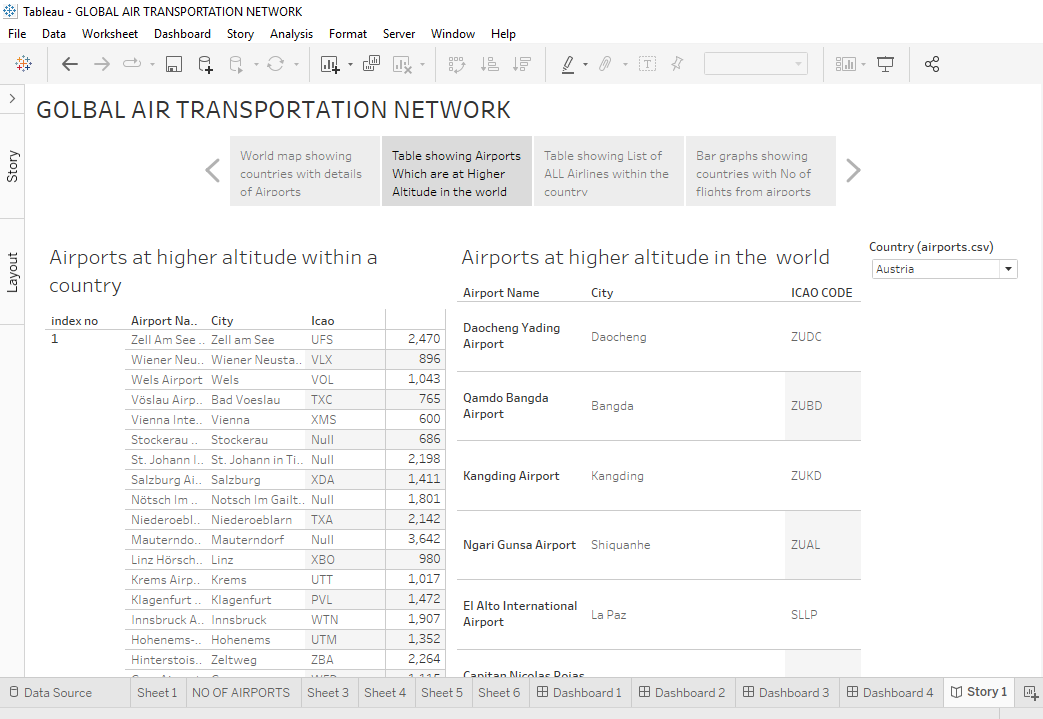 Tableau - GLOBAL AIR TRANSPORTATION NETWORK
File Data Worksheet Dashboard Story Analysis Format Server Window Help
Story
Layout
GOLBAL AIR TRANSPORTATION NETWORK
World map showing
countries with details
of Airports
Table showing Airports
Which are at Higher
Altitude in the world
Table showing List of
ALL Airlines within the
country
Bar graphs showing
countries with No of
flights from airports
Airports at higher altitude within a
country
index no Airport Na.. City Icao
1 Zell Am See .. Zell am See UFS 2,470
Wiener Neu.. Wiener Neusta.. VLX 896
Wels Airport Wels VOL 1,043
Vöslau Airp.. Bad Voeslau TXC 765
Vienna Inte.. Vienna XMS 600
Stockerau .. Stockerau Null 686
St. Johann I.. St. Johann in Ti.. Null 2,198
Salzburg Ai.. Salzburg XDA 1,411
Nötsch Im .. Notsch Im Gailt.. Null 1,801
Niederoebl.. Niederoeblarn TXA 2,142
Mauterndo.. Mauterndorf Null 3,642
Linz Hörsch.. Linz XBO 980
Krems Airp.. Krems UTT 1,017
Klagenfurt .. Klagenfurt PVL 1,472
Innsbruck A.. Innsbruck WTN 1,907
Hohenems-.. Hohenems UTM 1,352
Hinterstois.. Zeltweg ZBA 2,264
Airports at higher altitude in the world
Airport Name City ICAO CODE
Daocheng Yading
Airport
Daocheng ZUDC
Qamdo Bangda
Airport
Bangda ZUBD
Kangding Airport Kangding ZUKD
Ngari Gunsa Airport Shiquanhe ZUAL
El Alto International
Airport
La Paz SLLP
Capitan Nicolas Rojas
Country (airports.csv)
Austria
Data Source Sheet 1 NO OF AIRPORTS Sheet 3 Sheet 4 Sheet 5 Sheet 6 Dashboard 1 Dashboard 2 Dashboard 3 Dashboard 4 Story 1